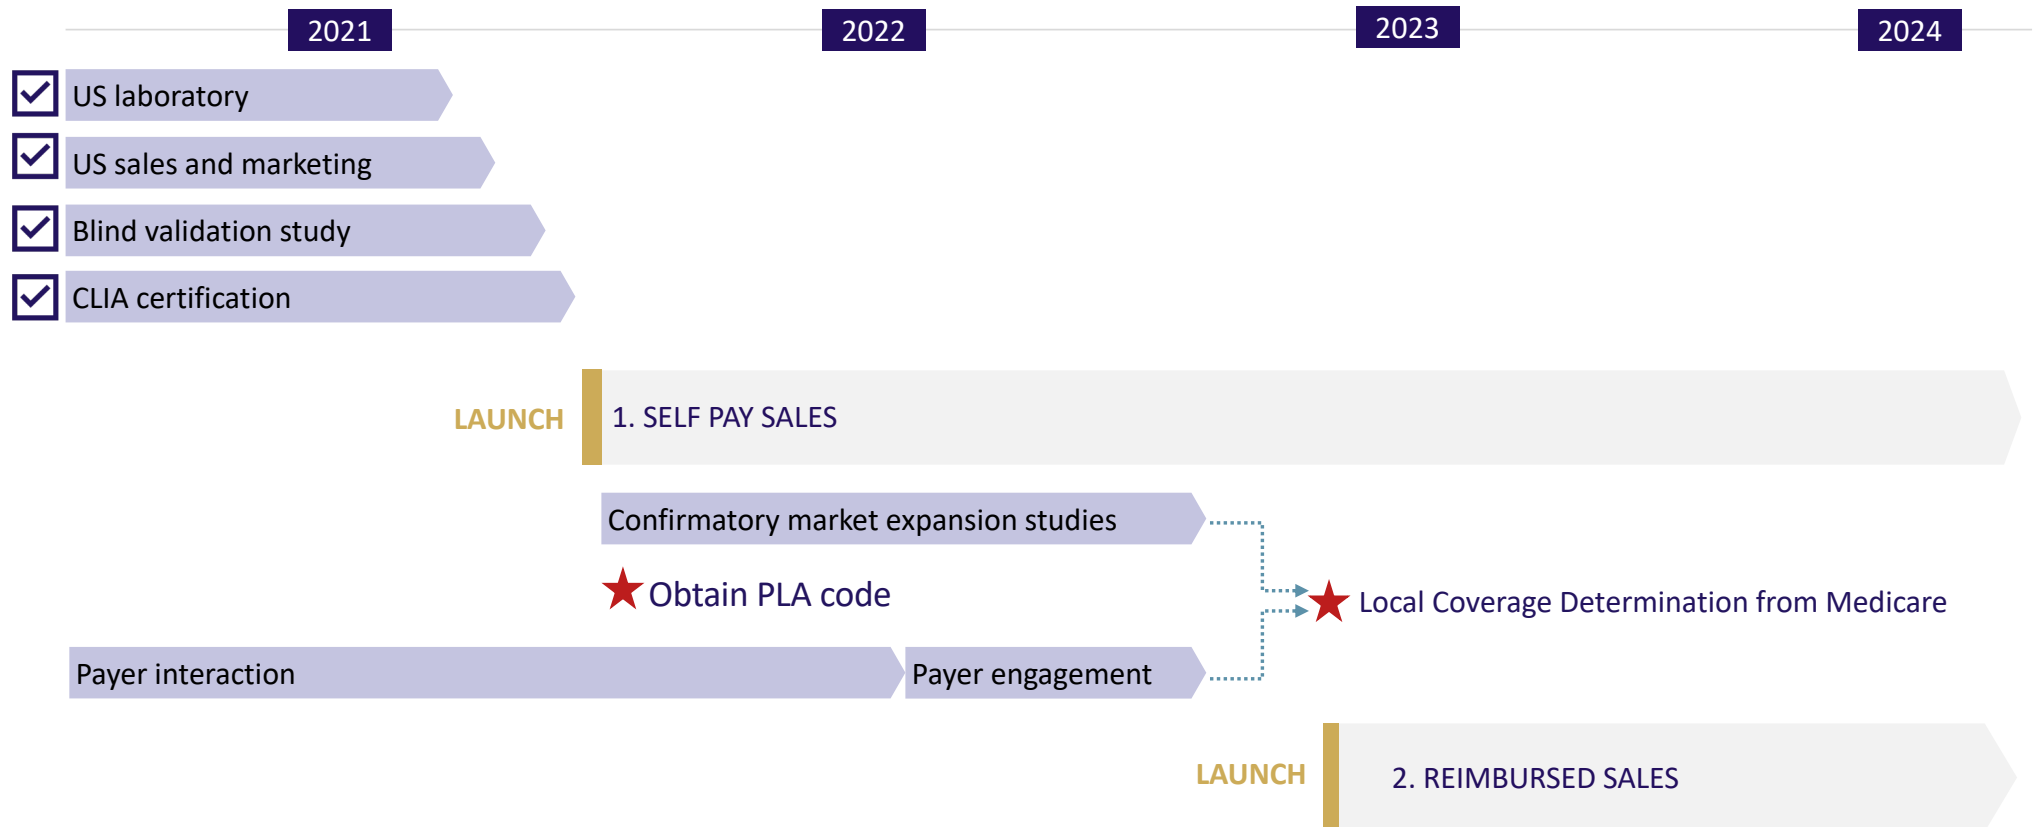 2021
2022
2023
2024
US laboratory
US sales and marketing
Blind validation study
CLIA certification
LAUNCH
1. SELF PAY SALES
Confirmatory market expansion studies
Obtain PLA code
Local Coverage Determination from Medicare
Payer interaction
Payer engagement
LAUNCH
2. REIMBURSED SALES